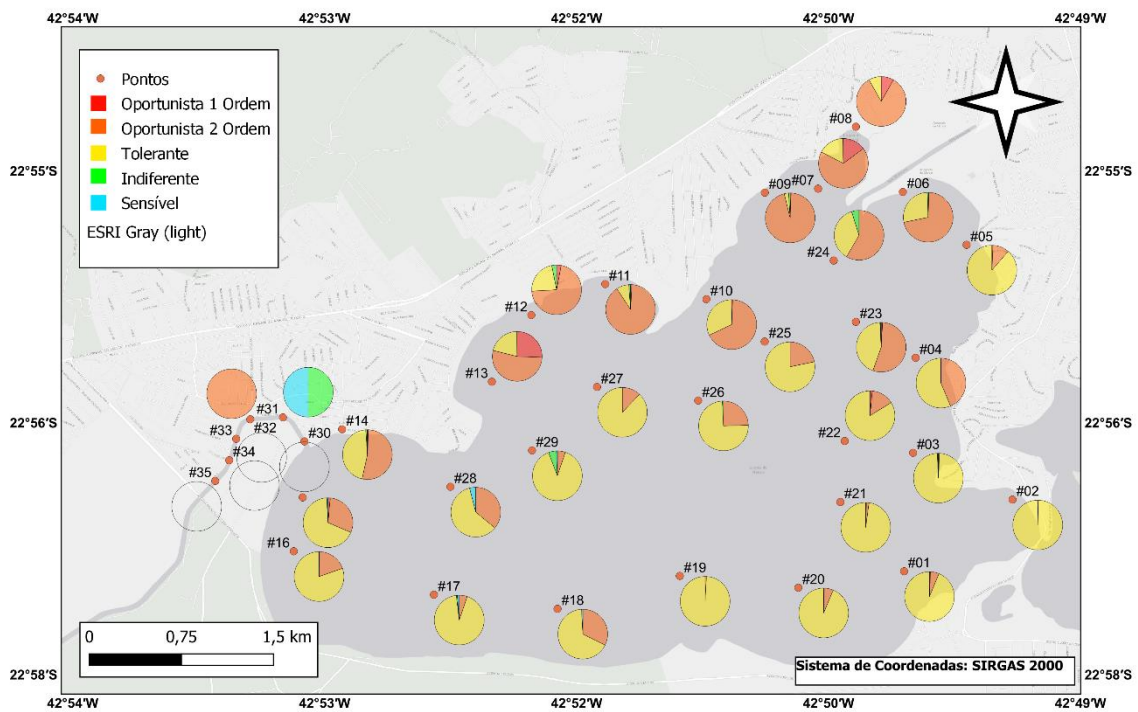 42°54'W 42°53'W 42°52'W 42°50'W 42°49'W
Pontos
Oportunista 1 Ordem
Oportunista 2 Ordem
Tolerante
Indiferente
Sensível
ESRI Gray (light)
#08
22°55'S 22°55'S
#09 #07 #06
#05
#24
#11
#12 #10
#23
#25
#04
#13
#27
#26
#31
#14
#33 #32 #30
#22
#03
#34
#29
#35
#28
#21 #02
22°56'S 22°56'S
#16
#19 #01
#17 #20
#18
0 0,75 1,5 km
Sistema de Coordenadas: SIRGAS 2000
22°58'S 22°58'S
42°54'W 42°53'W 42°52'W 42°50'W 42°49'W